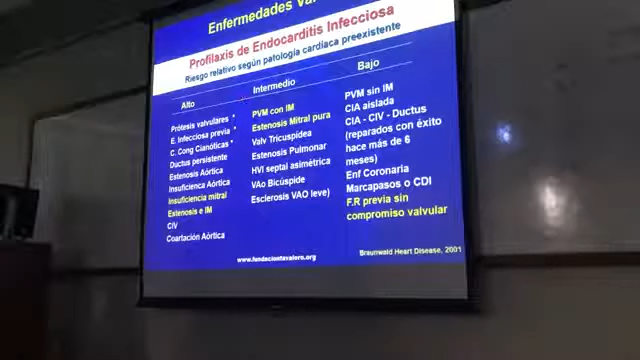 Enfermedades Va
Profilaxis de Endocarditis Infecciosa
Riesgo relativo según patología cardíaca preexistente
Alto
Prótesis valvulares *
E. Infecciosa previa *
C. Cong Cianóticas *
Ductus persistente
Estenosis Aórtica
Insuficenca Aórtica
Insuficiencia mitral
Estenosis e IM
CIV
Coartación Aórtica
Intermedio
PVM con IM
Estenosis Mitral pura
Valv Tricuspídea
Estenosis Pulmonar
HVI septal asimétrica
VAo Bicúspide
Esclerosis VAO leve)
Bajo
PVM sin IM
CIA aislada
CIA - CIV - Ductus
(reparados con éxito
hace más de 6
meses)
Enf Coronaria
Marcapasos o CDI
F.R previa sin
compromiso valvular
www.fundaciontavaloro.org
Braunwald Heart Disease, 2001